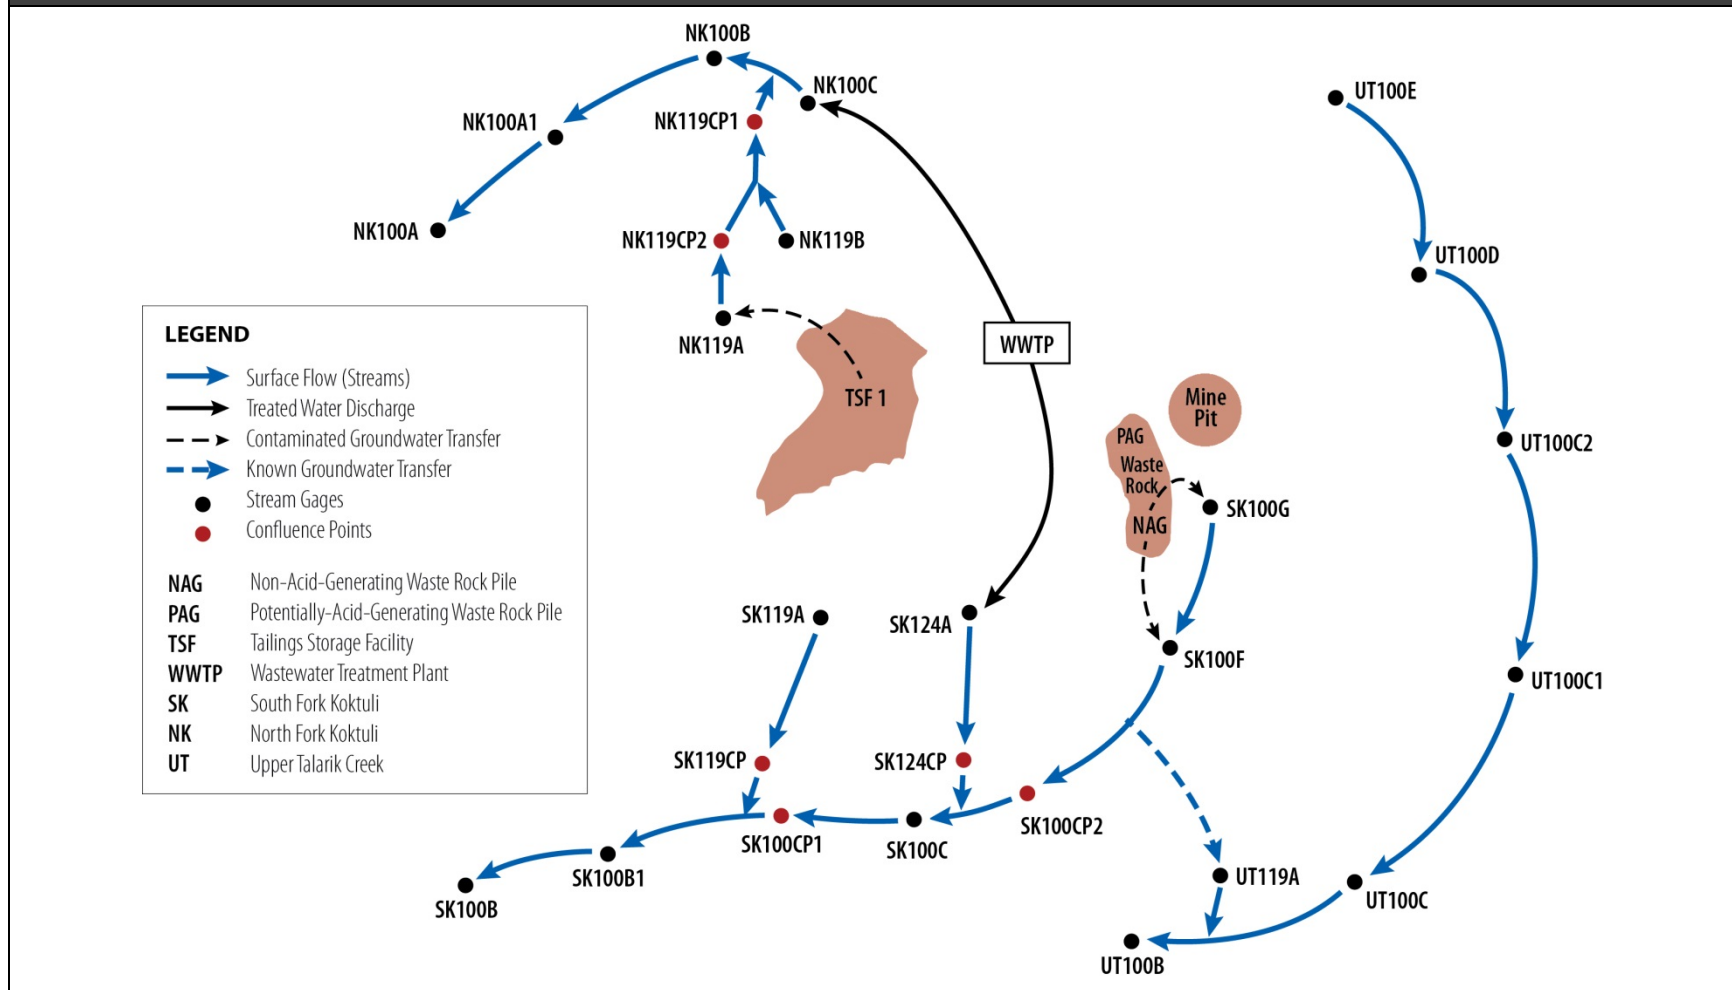 NK100B
NK100C
NK100A1
NK119CP1
NK100A
NK119CP2
NK119B
NK119A
TSF 1
WWTP
UT100E
UT100D
UT100C2
UT100C1
UT100C
UT119A
UT100B
Mine
Pit
PAG
Waste
Rock
NAG
SK100G
SK100F
SK119A
SK124A
SK119CP
SK124CP
SK100CP2
SK100CP1
SK100C
SK100B1
SK100B
LEGEND
Surface Flow (Streams)
Treated Water Discharge
Contaminated Groundwater Transfer
Known Groundwater Transfer
Stream Gages
Confluence Points
NAG Non-Acid-Generating Waste Rock Pile
PAG Potentially-Acid-Generating Waste Rock Pile
TSF Tailings Storage Facility
WWTP Wastewater Treatment Plant
SK South Fork Koktuli
NK North Fork Koktuli
UT Upper Talarik Creek